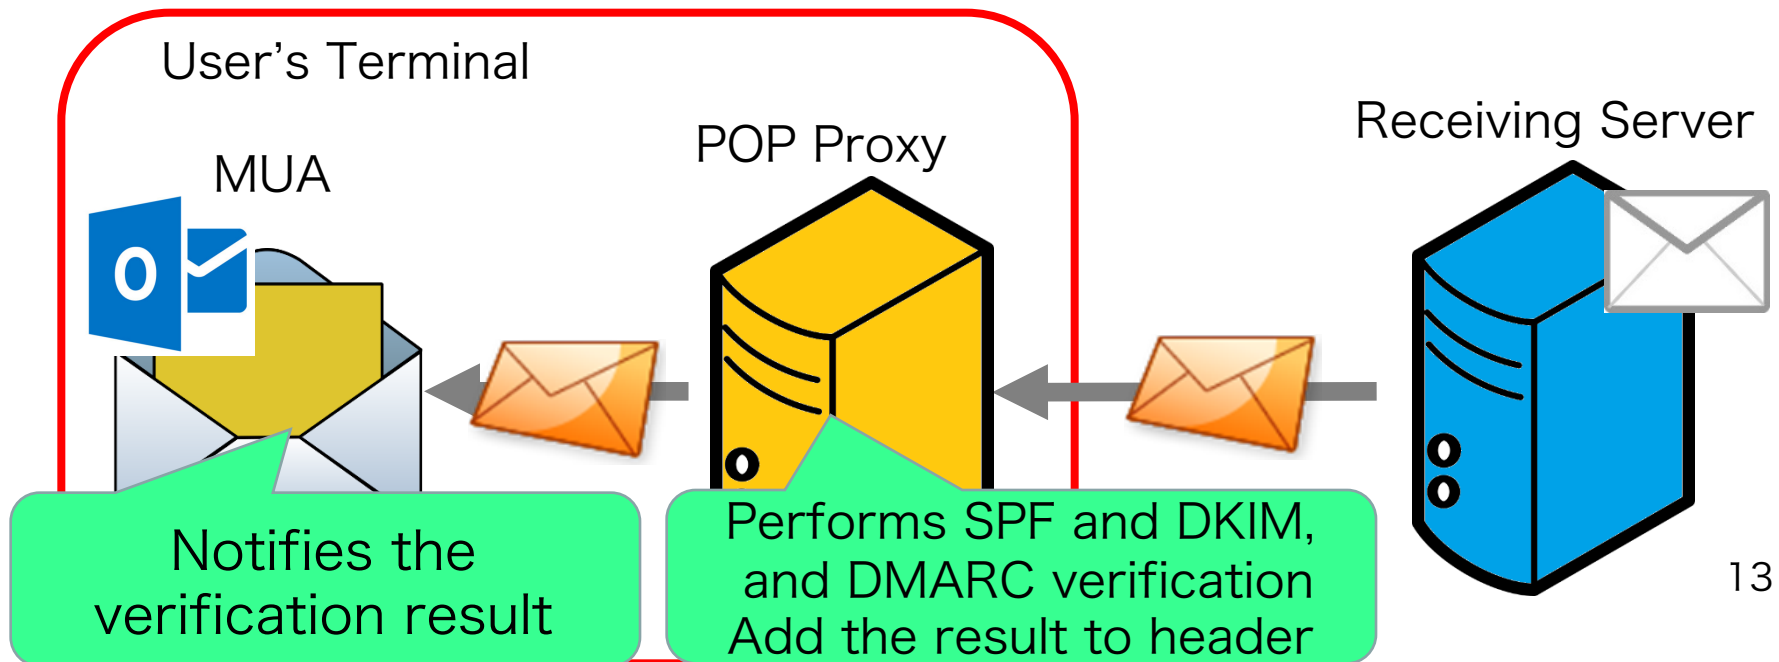 User’s Terminal
MUA
POP Proxy
Receiving Server
O
Notifies the
verification result
Performs SPF and DKIM,
and DMARC verification
Add the result to header
13